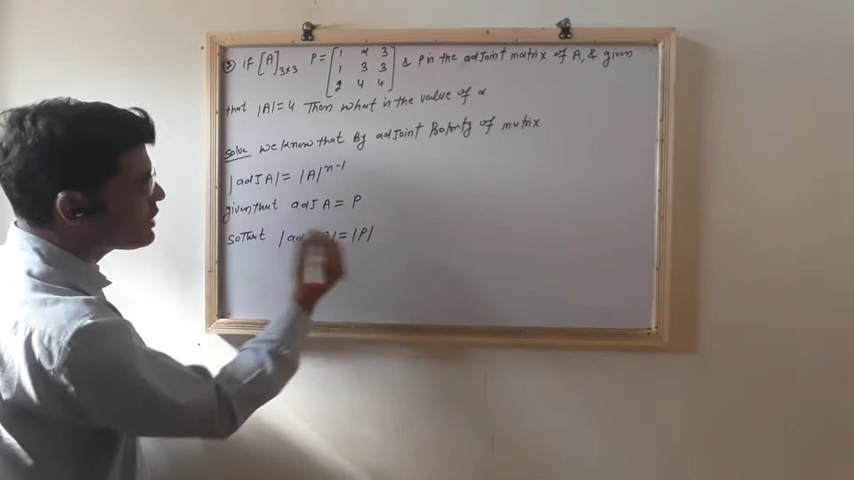 ③ if [A]3×3 P = [1 α 3 & P is the adjoint matrix of A, & given
1 3 3
2 4 4]
that |A|=4 Then what is the value of α
solve we know that By adjoint Property of matrix
|adJ A| = |A|^n-1
given that adJ A = P
so That |ad = |P|